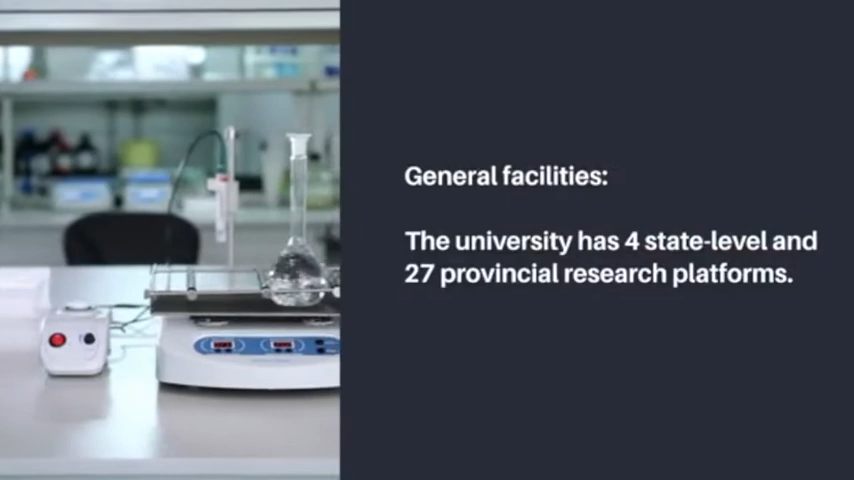 General facilities:
The university has 4 state-level and
27 provincial research platforms.